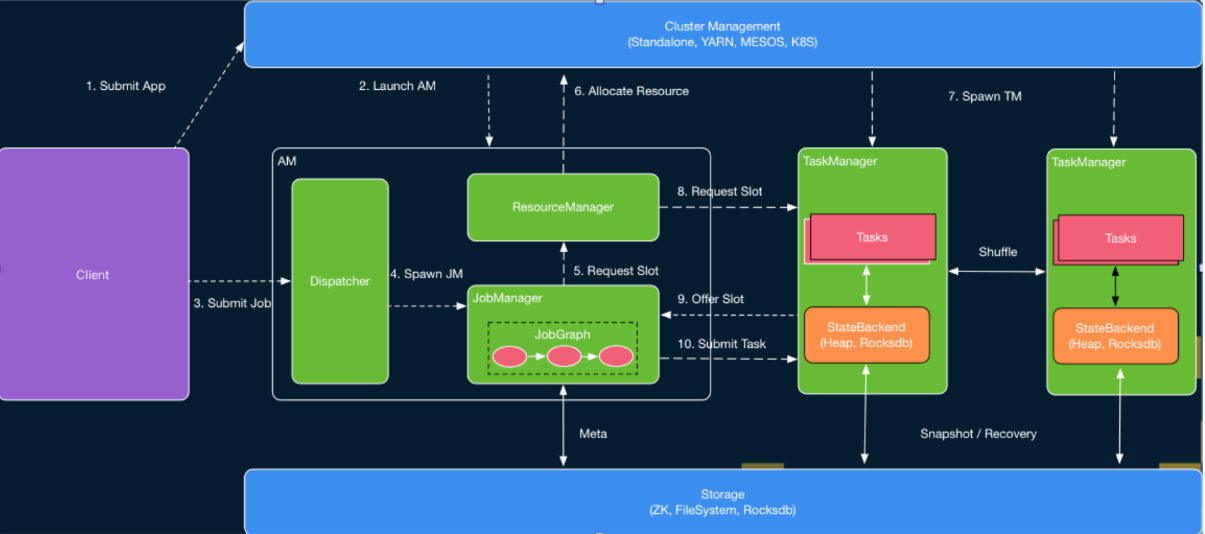 Cluster Management
(Standalone, YARN, MESOS, K8S)
1. Submit App
2. Launch AM
6. Allocate Resource
7. Spawn TM
AM
TaskManager
TaskManager
ResourceManager
8. Request Slot
Tasks
Tasks
Client
Dispatcher
3. Submit Job
4. Spawn JM
5. Request Slot
Shuffle
JobManager
JobGraph
9. Offer Slot
10. Submit Task
StateBackend
(Heap, Rocksdb)
StateBackend
(Heap, Rocksdb)
Meta
Snapshot / Recovery
Storage
(ZK, FileSystem, Rocksdb)